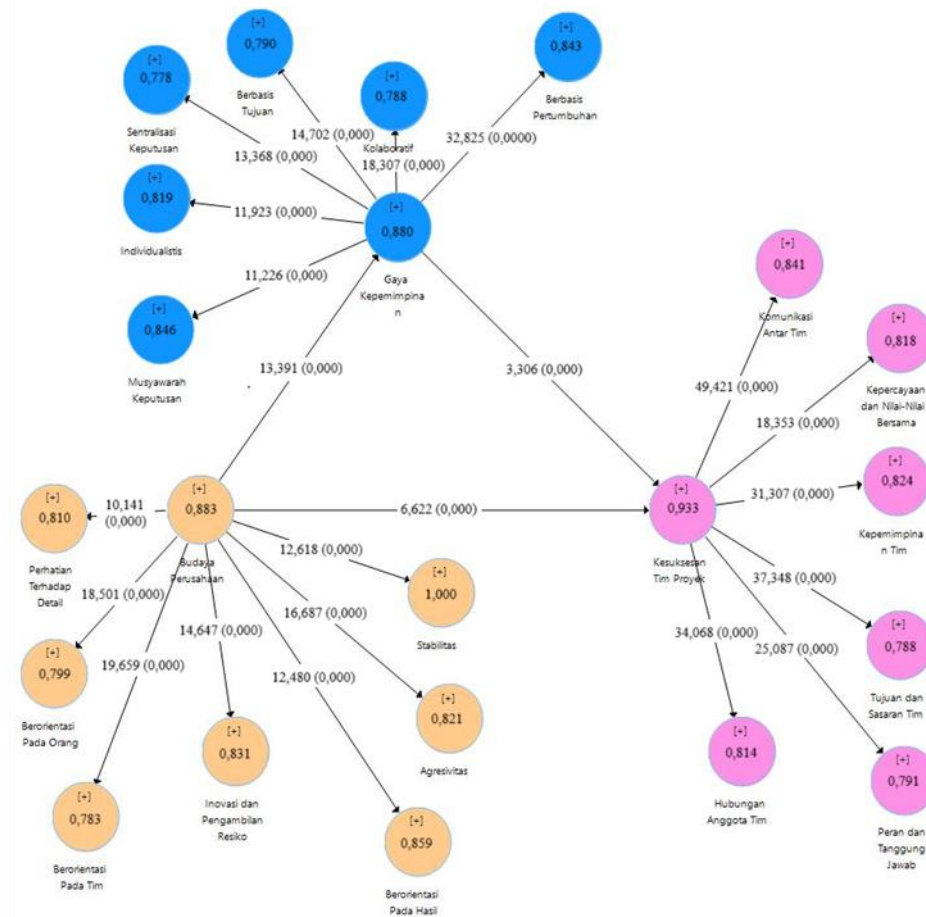 [+]
0,790
Berbasis
Tujuan
[+]
0,843
Berbasis
Pertumbuhan
[+]
0,778
Sentralisasi
Keputusan
[+]
0,788
Kolaboratif
14,702 (0,000)
32,825 (0,0000)
13,368 (0,000)
18,307 (0,000)
[+]
0,819
Individualistis
11,923 (0,000)
[+]
0,880
Gaya
Kepemimpina
n
11,226 (0,000)
[+]
0,846
Musyawarah
Keputusan
[+]
0,841
Komunikasi
Antar Tim
[+]
0,818
Kepercayaan
dan Nilai-Nilai
Bersama
13,391 (0,000)
3,306 (0,000)
49,421 (0,000)
18,353 (0,000)
[+]
0,810
Perhatian
Terhadap
Detail
10,141
(0,000)
[+]
0,883
Budaya
Perusahaan
6,622 (0,000)
[+]
0,933
Kesuksesan
Tim Proyek
31,307 (0,000)
[+]
0,824
Kepemimpina
n Tim
12,618 (0,000)
[+]
1,000
Stabilitas
37,348 (0,000)
18,501 (0,000)
16,687 (0,000)
14,647 (0,000)
34,068 (0,000)
25,087 (0,000)
[+]
0,788
Tujuan dan
Sasaran Tim
[+]
0,799
Berorientasi
Pada Orang
19,659 (0,000)
12,480 (0,000)
[+]
0,821
Agresivitas
[+]
0,831
Inovasi dan
Pengambilan
Resiko
[+]
0,814
Hubungan
Anggota Tim
[+]
0,791
Peran dan
Tanggung
Jawab
[+]
0,783
Berorientasi
Pada Tim
[+]
0,859
Berorientasi
Pada Hasil